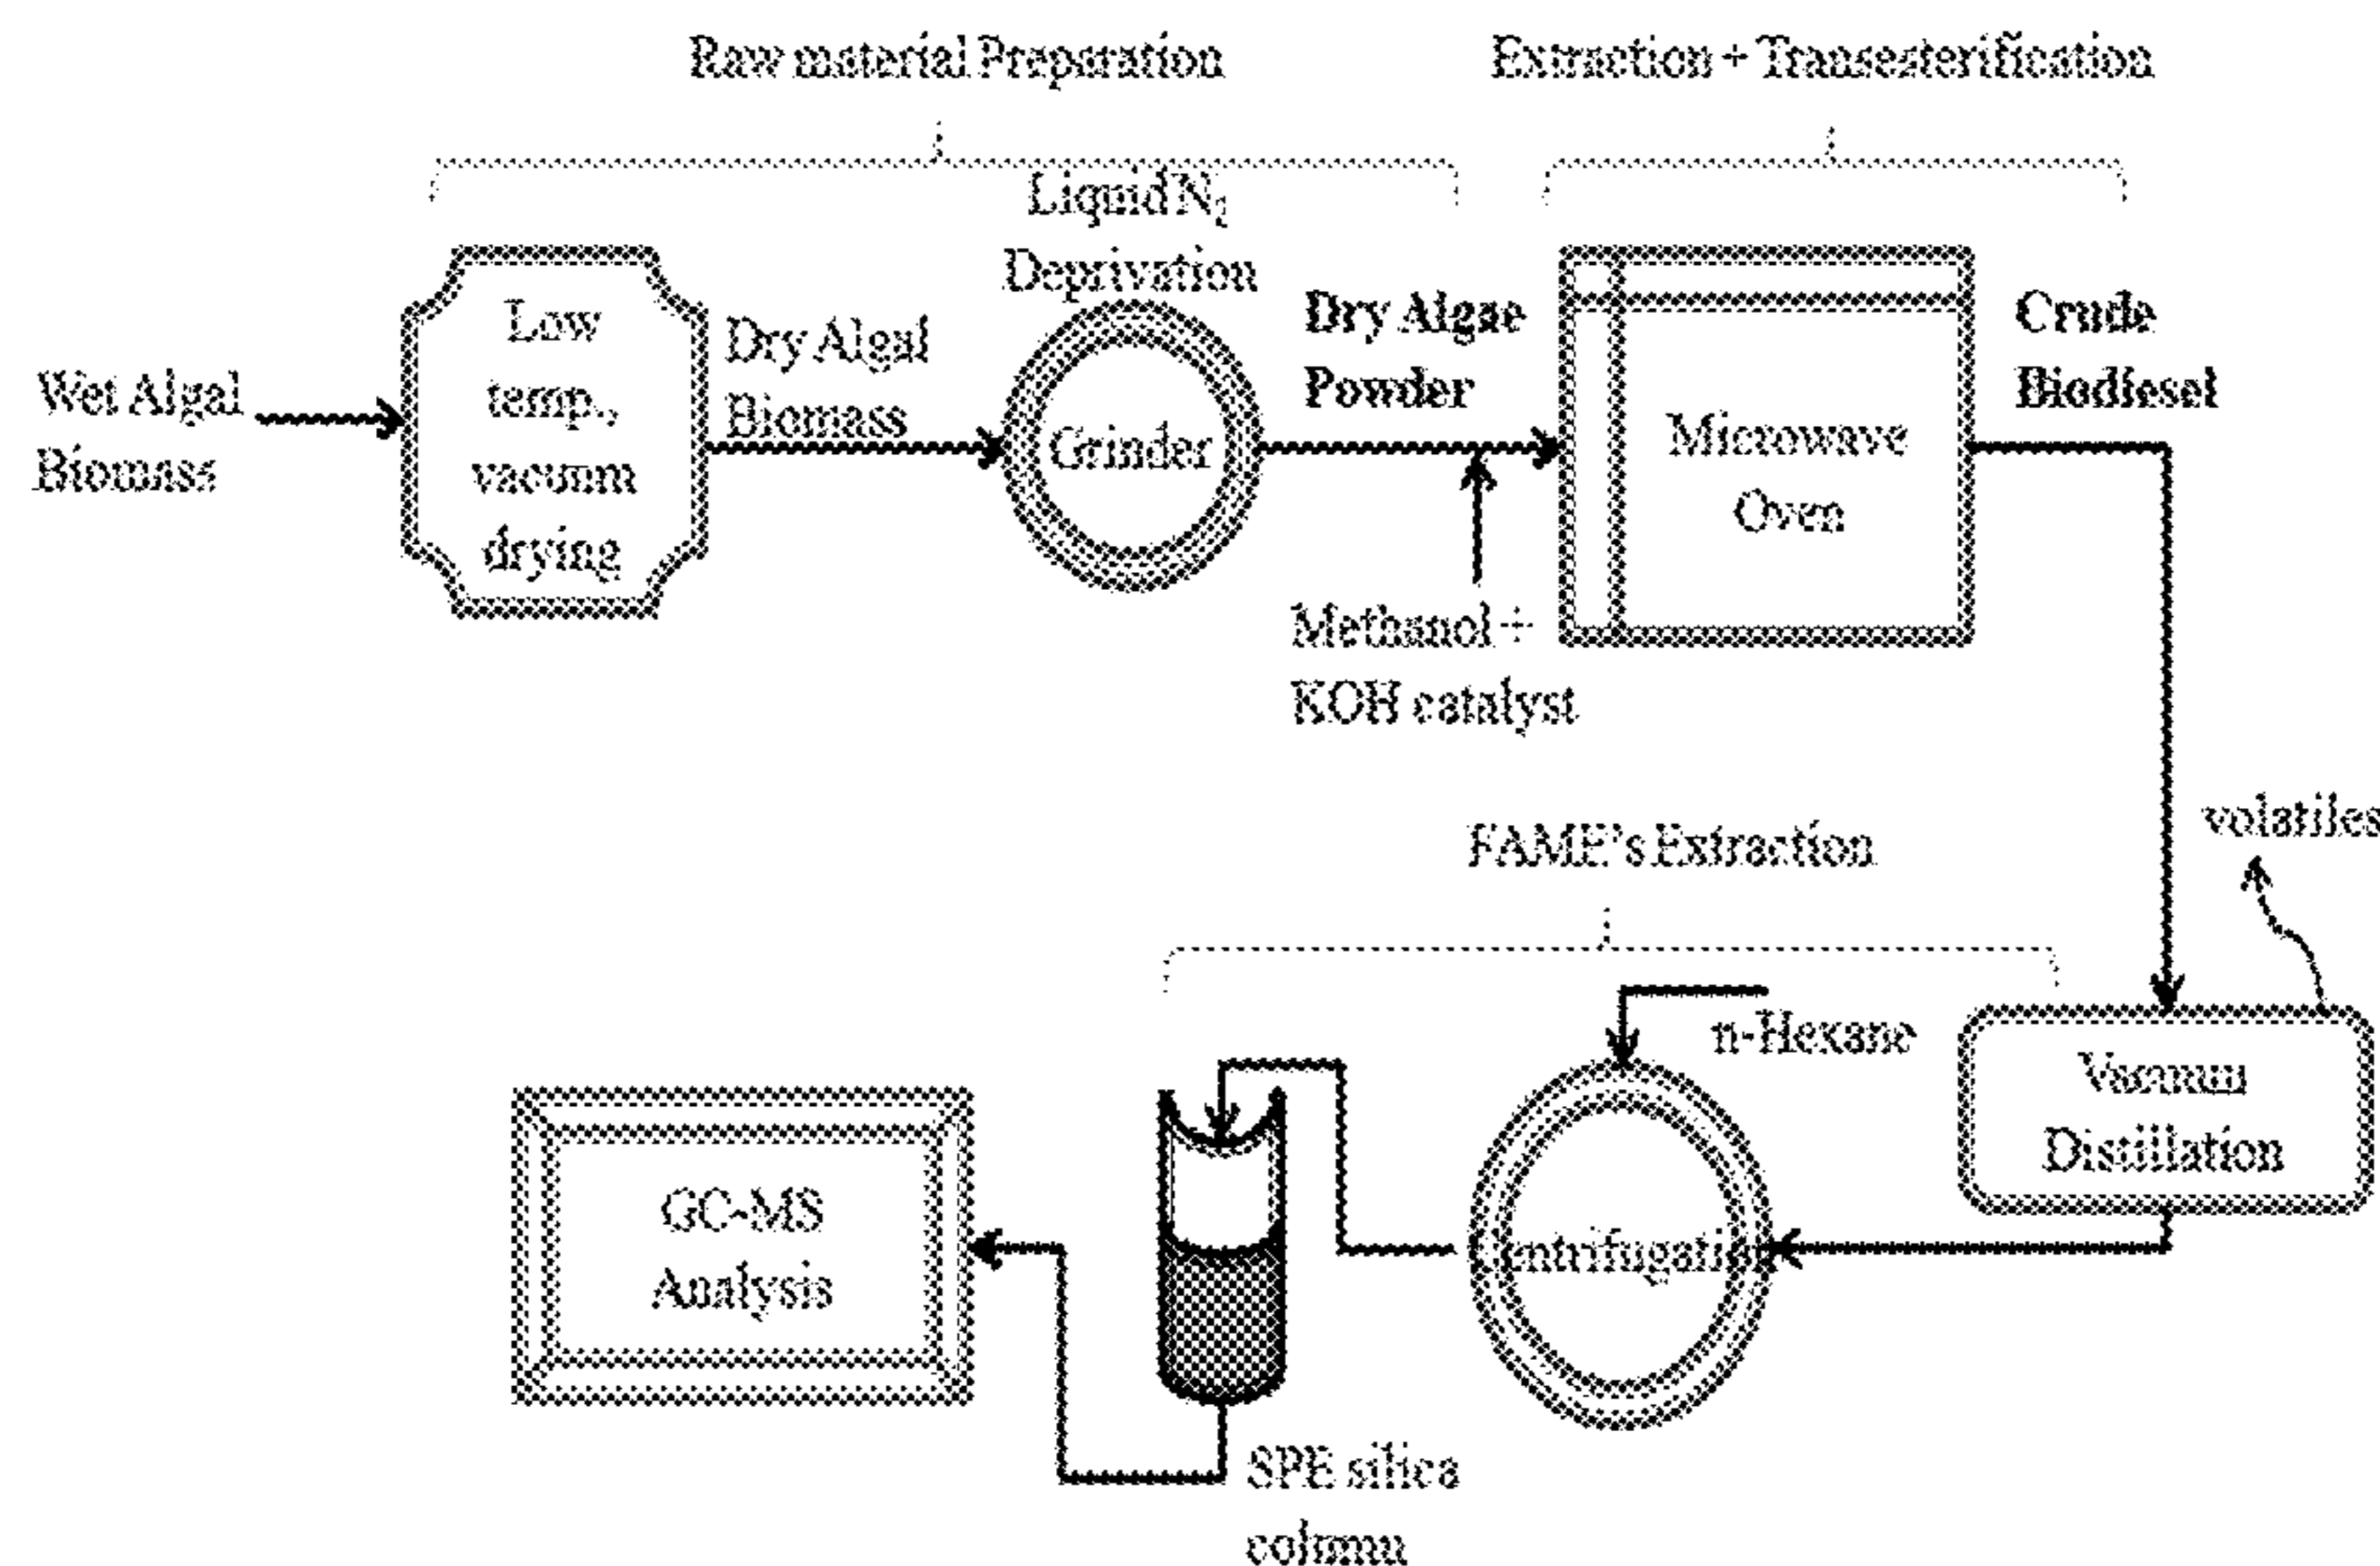 Raw material Preparation
Extraction + Transesterification
Liquid N₂
Deprivation
Low
temp.,
vacuum
drying
Wet Algal
Biomass
Dry Algal
Biomass
Grinder
Dry Algae
Powder
Methanol +
KOH catalyst
Microwave
Oven
Crude
Biodiesel
volatiles
FAME's Extraction
n-Hexane
Vacuum
Distillation
Centrifugation
SPE silica
column
GC-MS
Analysis